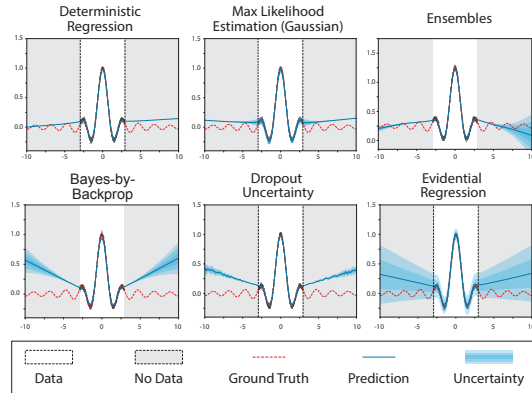 Deterministic
Regression
Max Likelihood
Estimation (Gaussian)
Ensembles
1.5
1.0
0.5
0.0
-10 -5 0 5 10
1.5
1.0
0.5
0.0
-10 -5 0 5 10
1.5
1.0
0.5
0.0
-10 -5 0 5 10
Bayes-by-
Backprop
Dropout
Uncertainty
Evidential
Regression
1.5
1.0
0.5
0.0
-10 -5 0 5 10
1.5
1.0
0.5
0.0
-10 -5 0 5 10
1.5
1.0
0.5
0.0
-10 -5 0 5 10
Data No Data Ground Truth Prediction Uncertainty